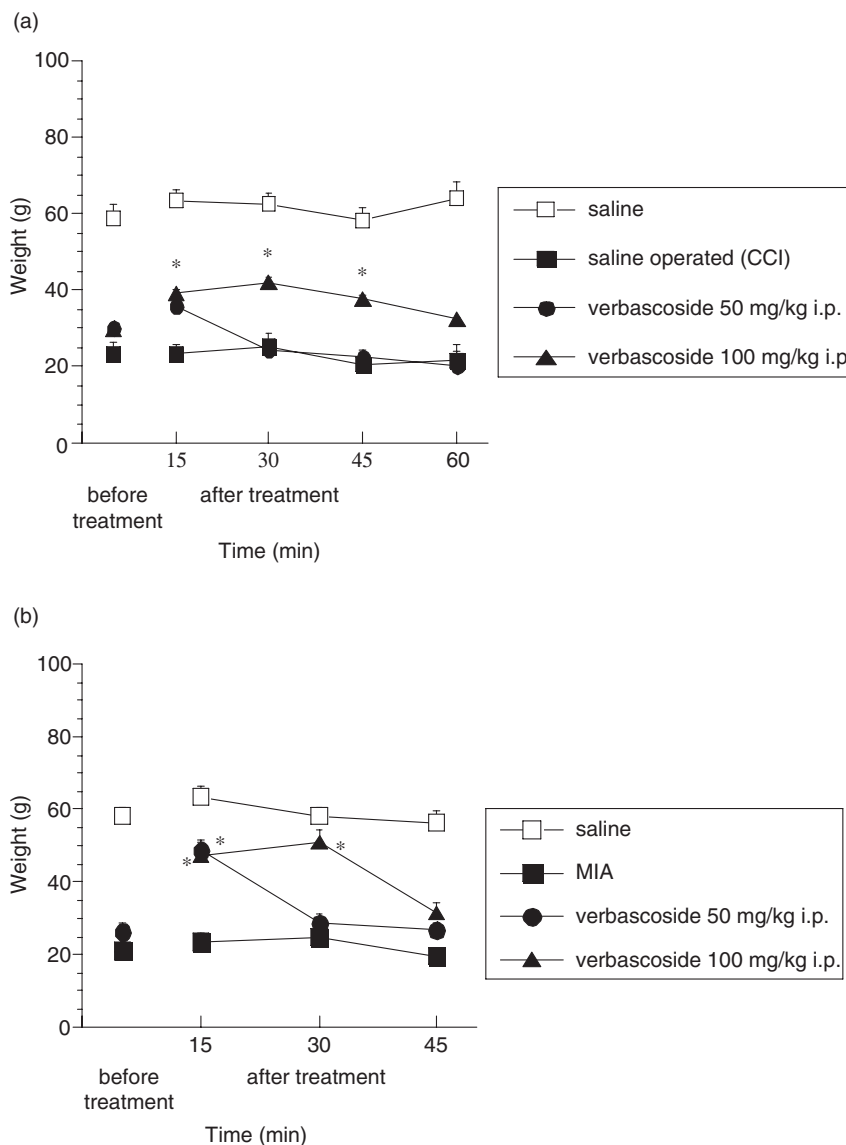 (a)
100
80
60
40
20
0
Weight (g)
*
*
*
15
30
45
60
before
treatment
after treatment
Time (min)
saline
saline operated (CCI)
verbascoside 50 mg/kg i.p.
verbascoside 100 mg/kg i.p.
(b)
100
80
60
40
20
0
Weight (g)
*
*
*
15
30
45
before
treatment
after treatment
Time (min)
saline
MIA
verbascoside 50 mg/kg i.p.
verbascoside 100 mg/kg i.p.